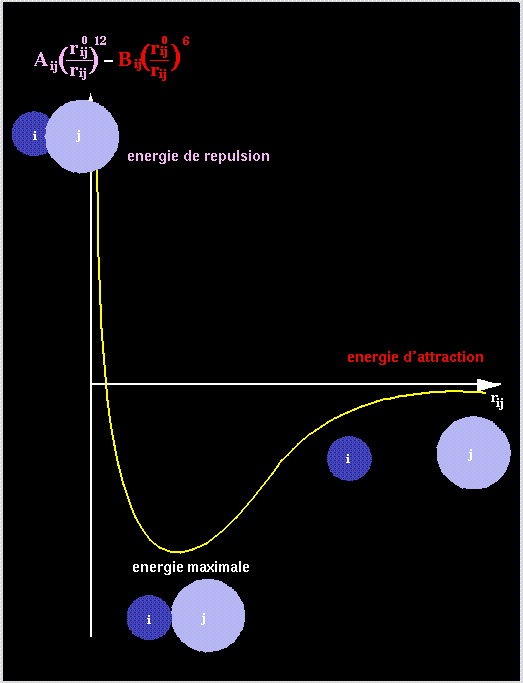 A_ij(r⁰_ij/r_ij)^12 – B_ij(r⁰_ij/r_ij)^6
i j
energie de repulsion
energie d'attraction
r_ij
i j
energie maximale
i j